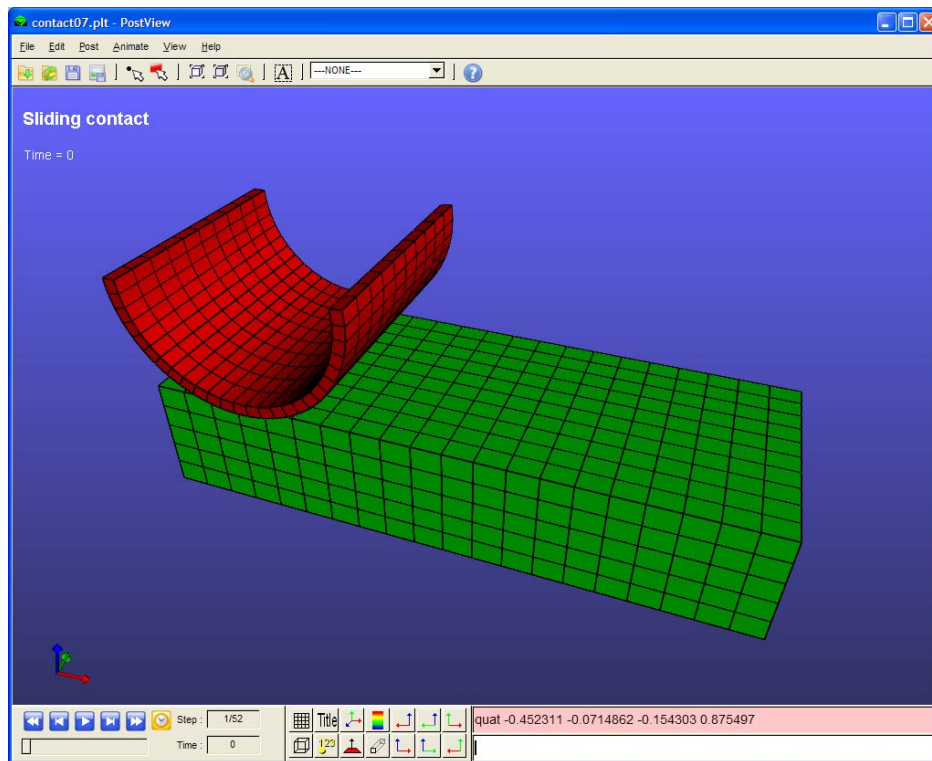 contact07.plt - PostView
File Edit Post Animate View Help
A ---NONE--- ?
Sliding contact
Time = 0
Step : 1/52
Title
quat -0.452311 -0.0714862 -0.154303 0.875497
Time : 0
123